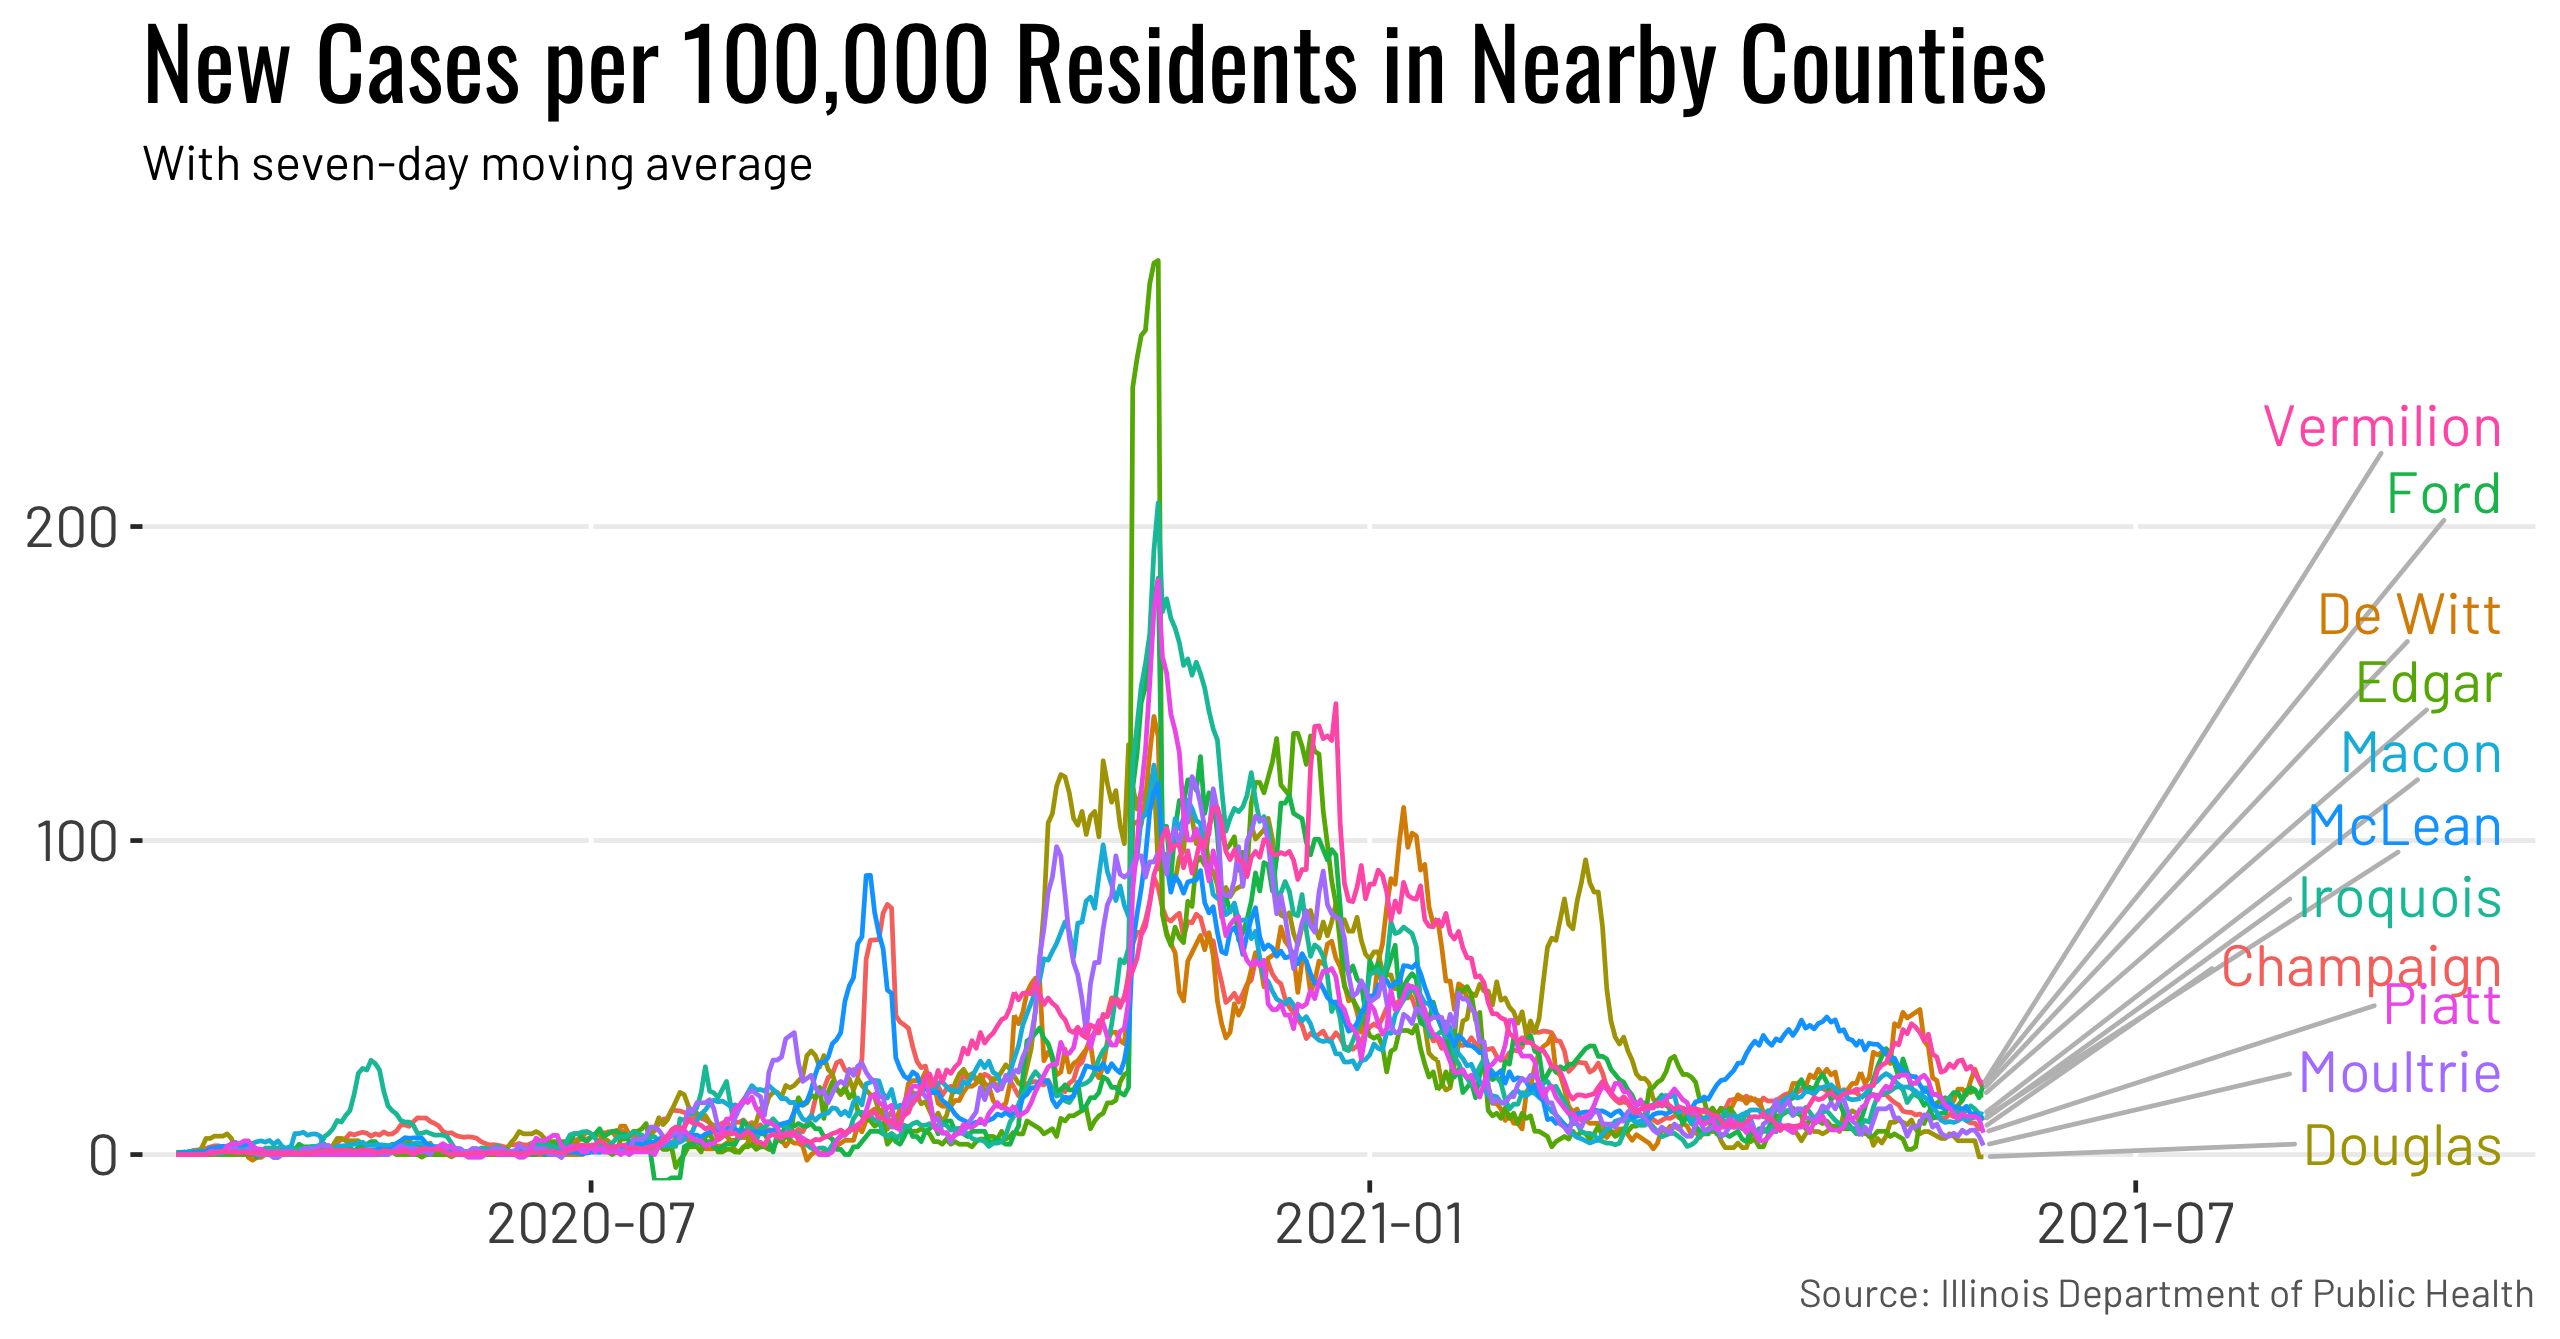 New Cases per 100,000 Residents in Nearby Counties
With seven-day moving average
200
100
0
Vermilion
Ford
De Witt
Edgar
Macon
McLean
Iroquois
Champaign
Piatt
Moultrie
Douglas
2020-07
2021-01
2021-07
Source: Illinois Department of Public Health